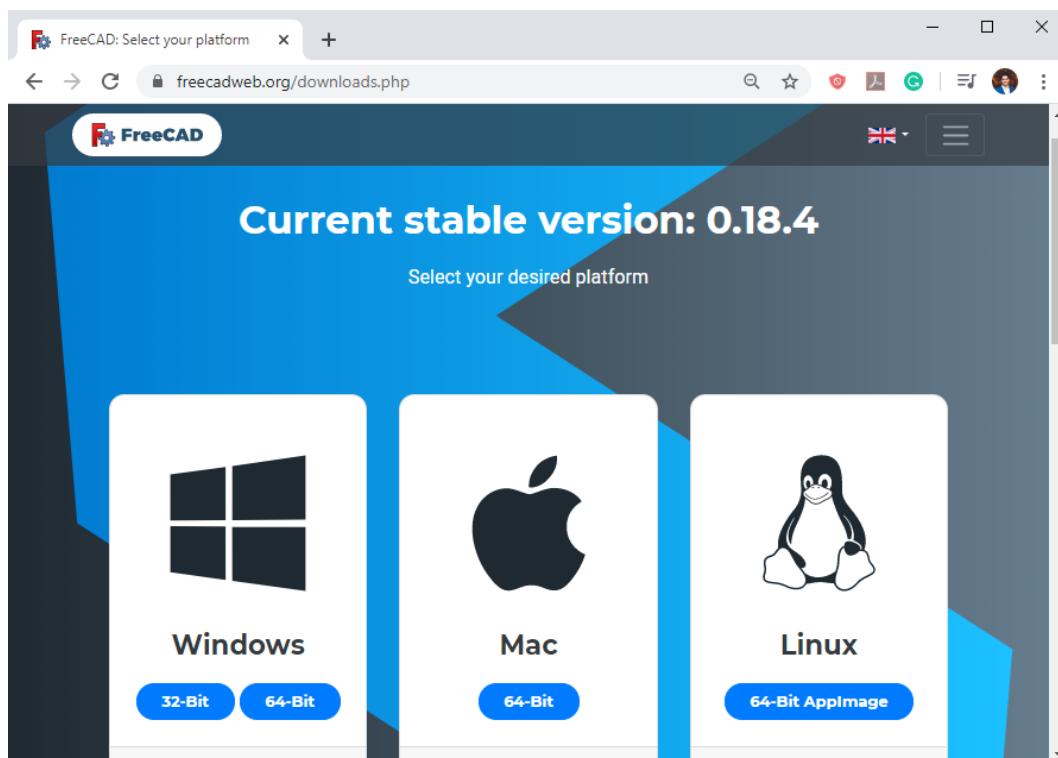 FreeCAD: Select your platform
freecadweb.org/downloads.php
FreeCAD
Current stable version: 0.18.4
Select your desired platform
Windows
Mac
Linux
32-Bit
64-Bit
64-Bit
64-Bit AppImage